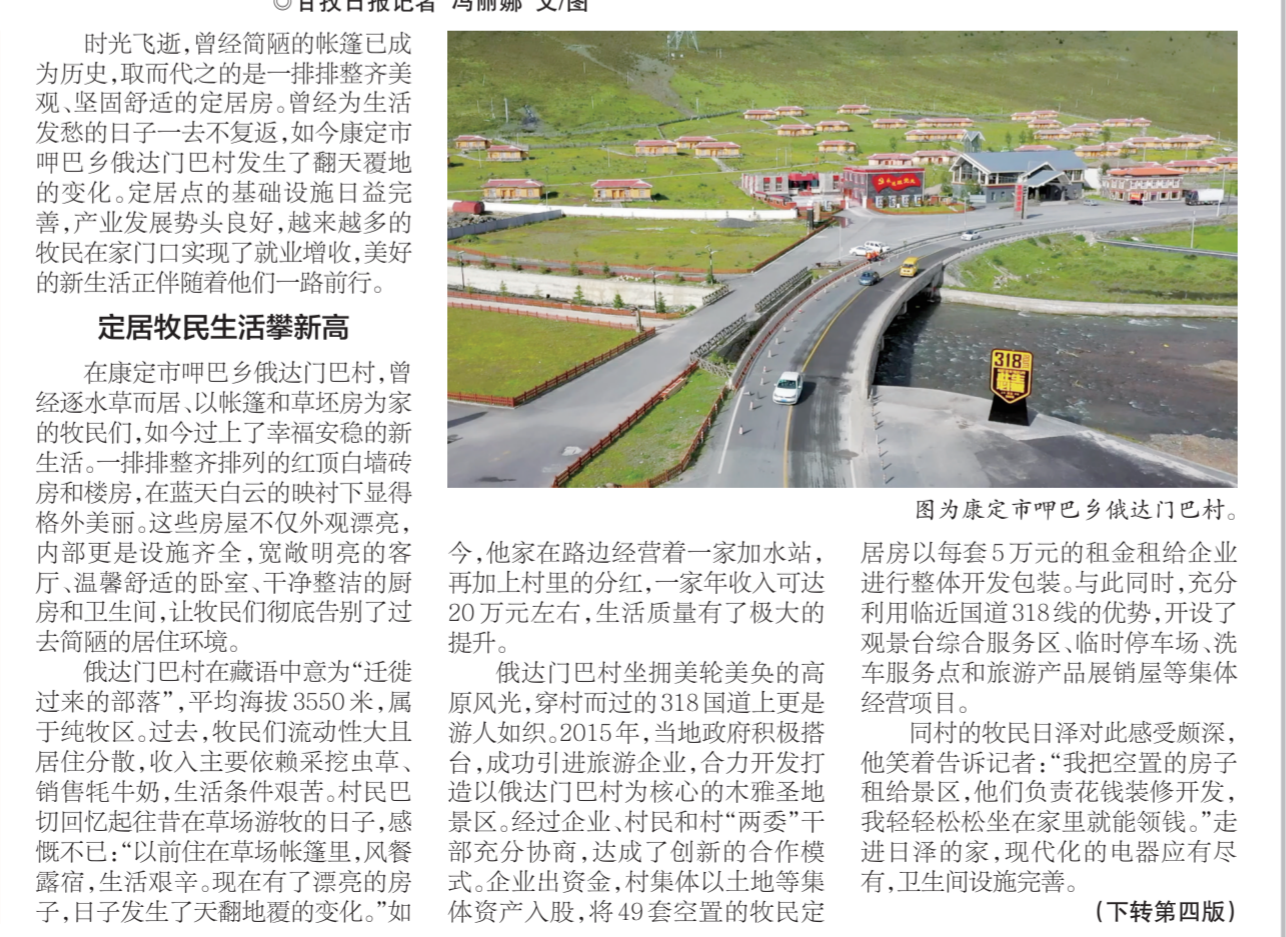 ◎甘孜日报记者 冯丽娜 文/图
时光飞逝,曾经简陋的帐篷已成
为历史,取而代之的是一排排整齐美
观、坚固舒适的定居房。曾经为生活
发愁的日子一去不复返,如今康定市
呷巴乡俄达门巴村发生了翻天覆地
的变化。定居点的基础设施日益完
善,产业发展势头良好,越来越多的
牧民在家门口实现了就业增收,美好
的新生活正伴随着他们一路前行。
定居牧民生活攀新高
在康定市呷巴乡俄达门巴村,曾
经逐水草而居、以帐篷和草坯房为家
的牧民们,如今过上了幸福安稳的新
生活。一排排整齐排列的红顶白墙砖
房和楼房,在蓝天白云的映衬下显得
格外美丽。这些房屋不仅外观漂亮,
内部更是设施齐全,宽敞明亮的客
厅、温馨舒适的卧室、干净整洁的厨
房和卫生间,让牧民们彻底告别了过
去简陋的居住环境。
俄达门巴村在藏语中意为“迁徙
过来的部落”,平均海拔3550米,属
于纯牧区。过去,牧民们流动性大且
居住分散,收入主要依赖采挖虫草、
销售牦牛奶,生活条件艰苦。村民巴
切回忆起往昔在草场游牧的日子,感
慨不已:“以前住在草场帐篷里,风餐
露宿,生活艰辛。现在有了漂亮的房
子,日子发生了天翻地覆的变化。”如
318
图为康定市呷巴乡俄达门巴村。
今,他家在路边经营着一家加水站,
再加上村里的分红,一家年收入可达
20万元左右,生活质量有了极大的
提升。
俄达门巴村坐拥美轮美奂的高
原风光,穿村而过的318国道上更是
游人如织。2015年,当地政府积极搭
台,成功引进旅游企业,合力开发打
造以俄达门巴村为核心的木雅圣地
景区。经过企业、村民和村“两委”干
部充分协商,达成了创新的合作模
式。企业出资金,村集体以土地等集
体资产入股,将49套空置的牧民定
居房以每套5万元的租金租给企业
进行整体开发包装。与此同时,充分
利用临近国道318线的优势,开设了
观景台综合服务区、临时停车场、洗
车服务点和旅游产品展销屋等集体
经营项目。
同村的牧民日泽对此感受颇深,
他笑着告诉记者:“我把空置的房子
租给景区,他们负责花钱装修开发,
我轻轻松松坐在家里就能领钱。”走
进日泽的家,现代化的电器应有尽
有,卫生间设施完善。
(下转第四版)